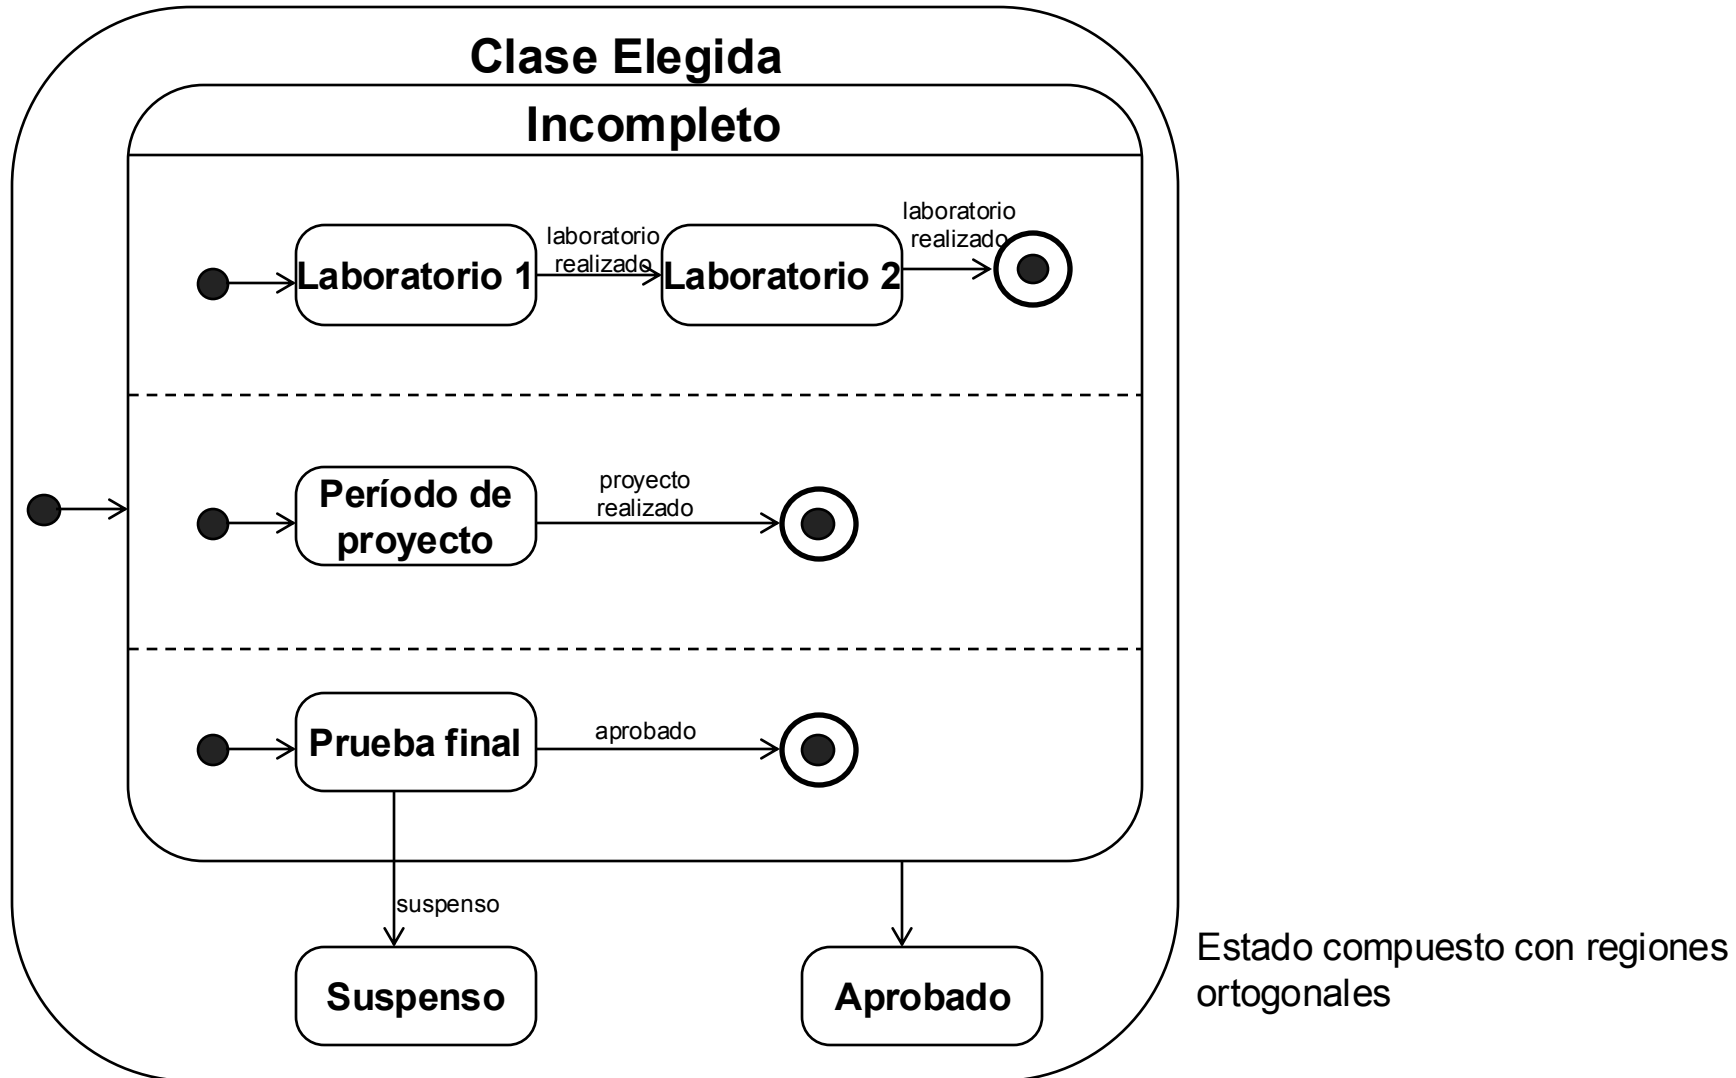 Clase Elegida
Incompleto
laboratorio
realizado
laboratorio
realizado
Laboratorio 1
Laboratorio 2
Período de
proyecto
proyecto
realizado
Prueba final
aprobado
suspenso
Suspenso
Aprobado
Estado compuesto con regiones
ortogonales